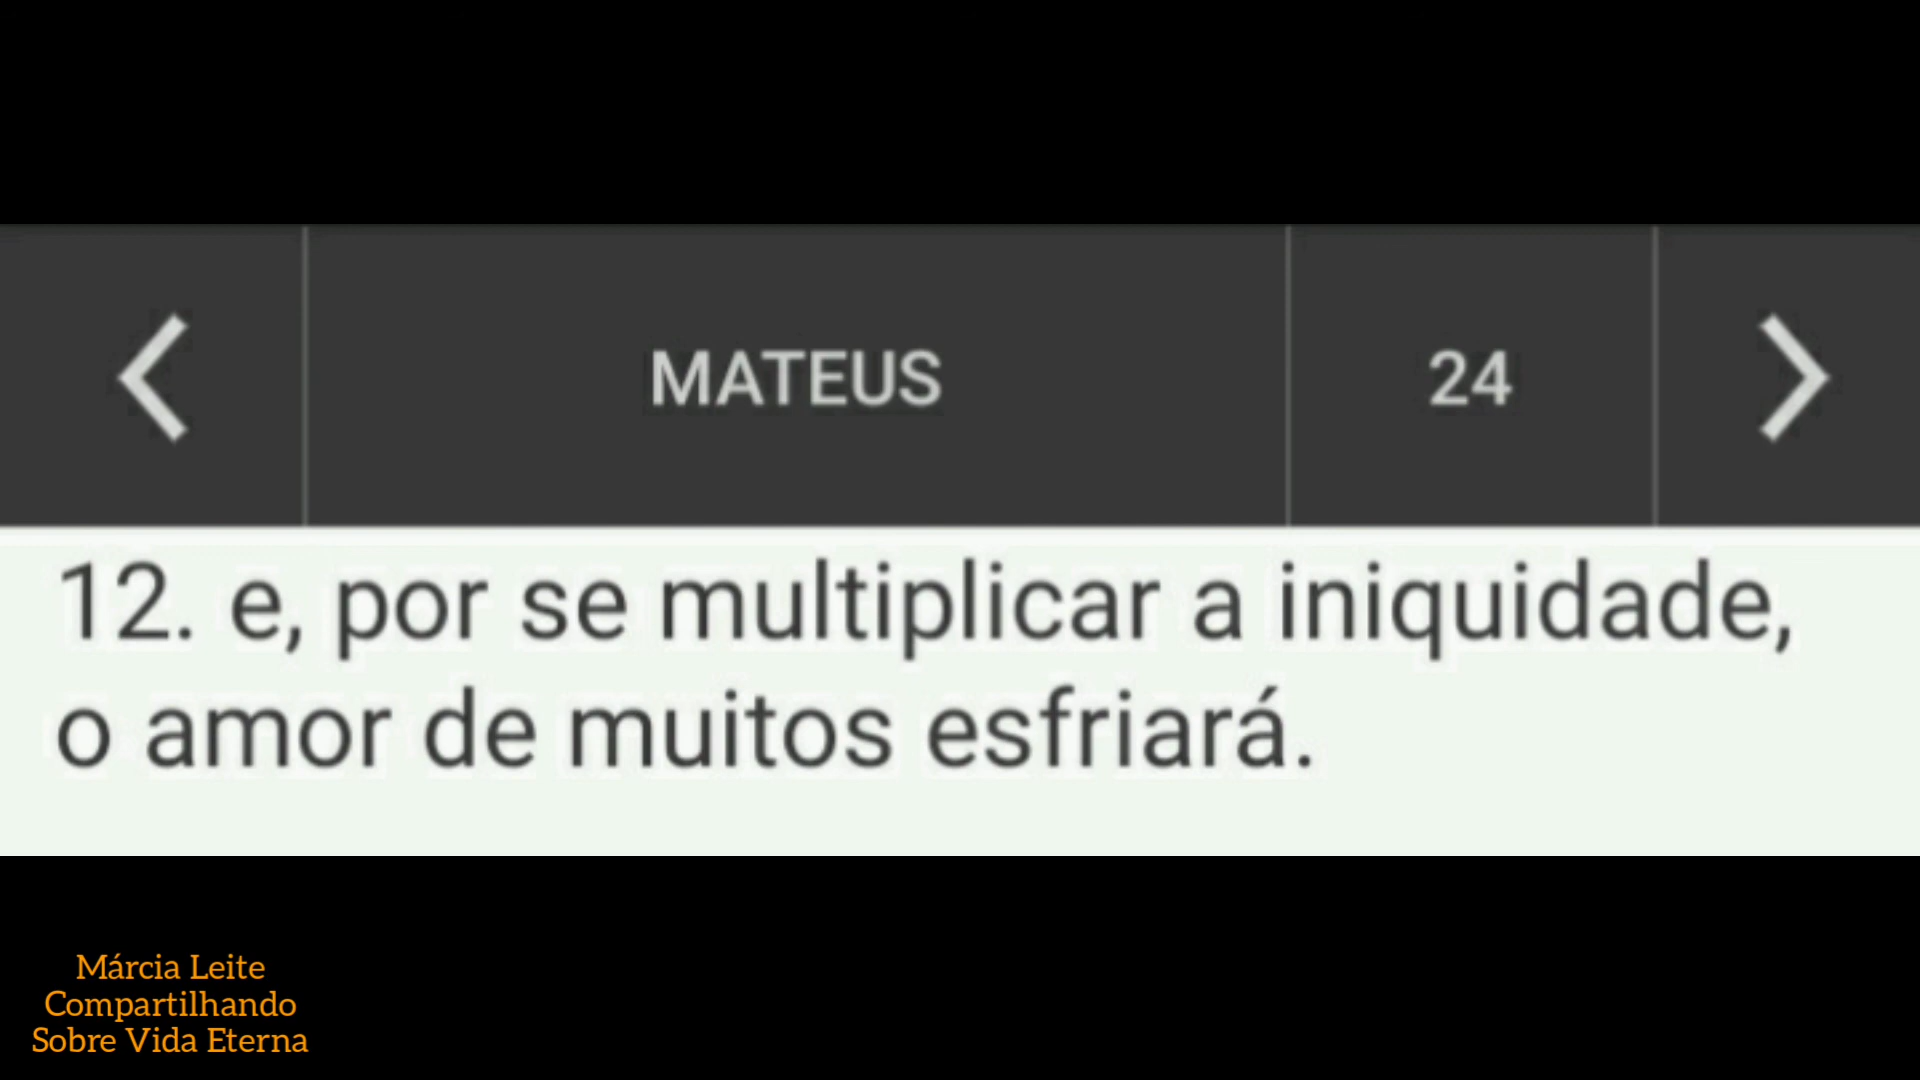 MATEUS 24
12. e, por se multiplicar a iniquidade,
o amor de muitos esfriará.
Márcia Leite
Compartilhando
Sobre Vida Eterna